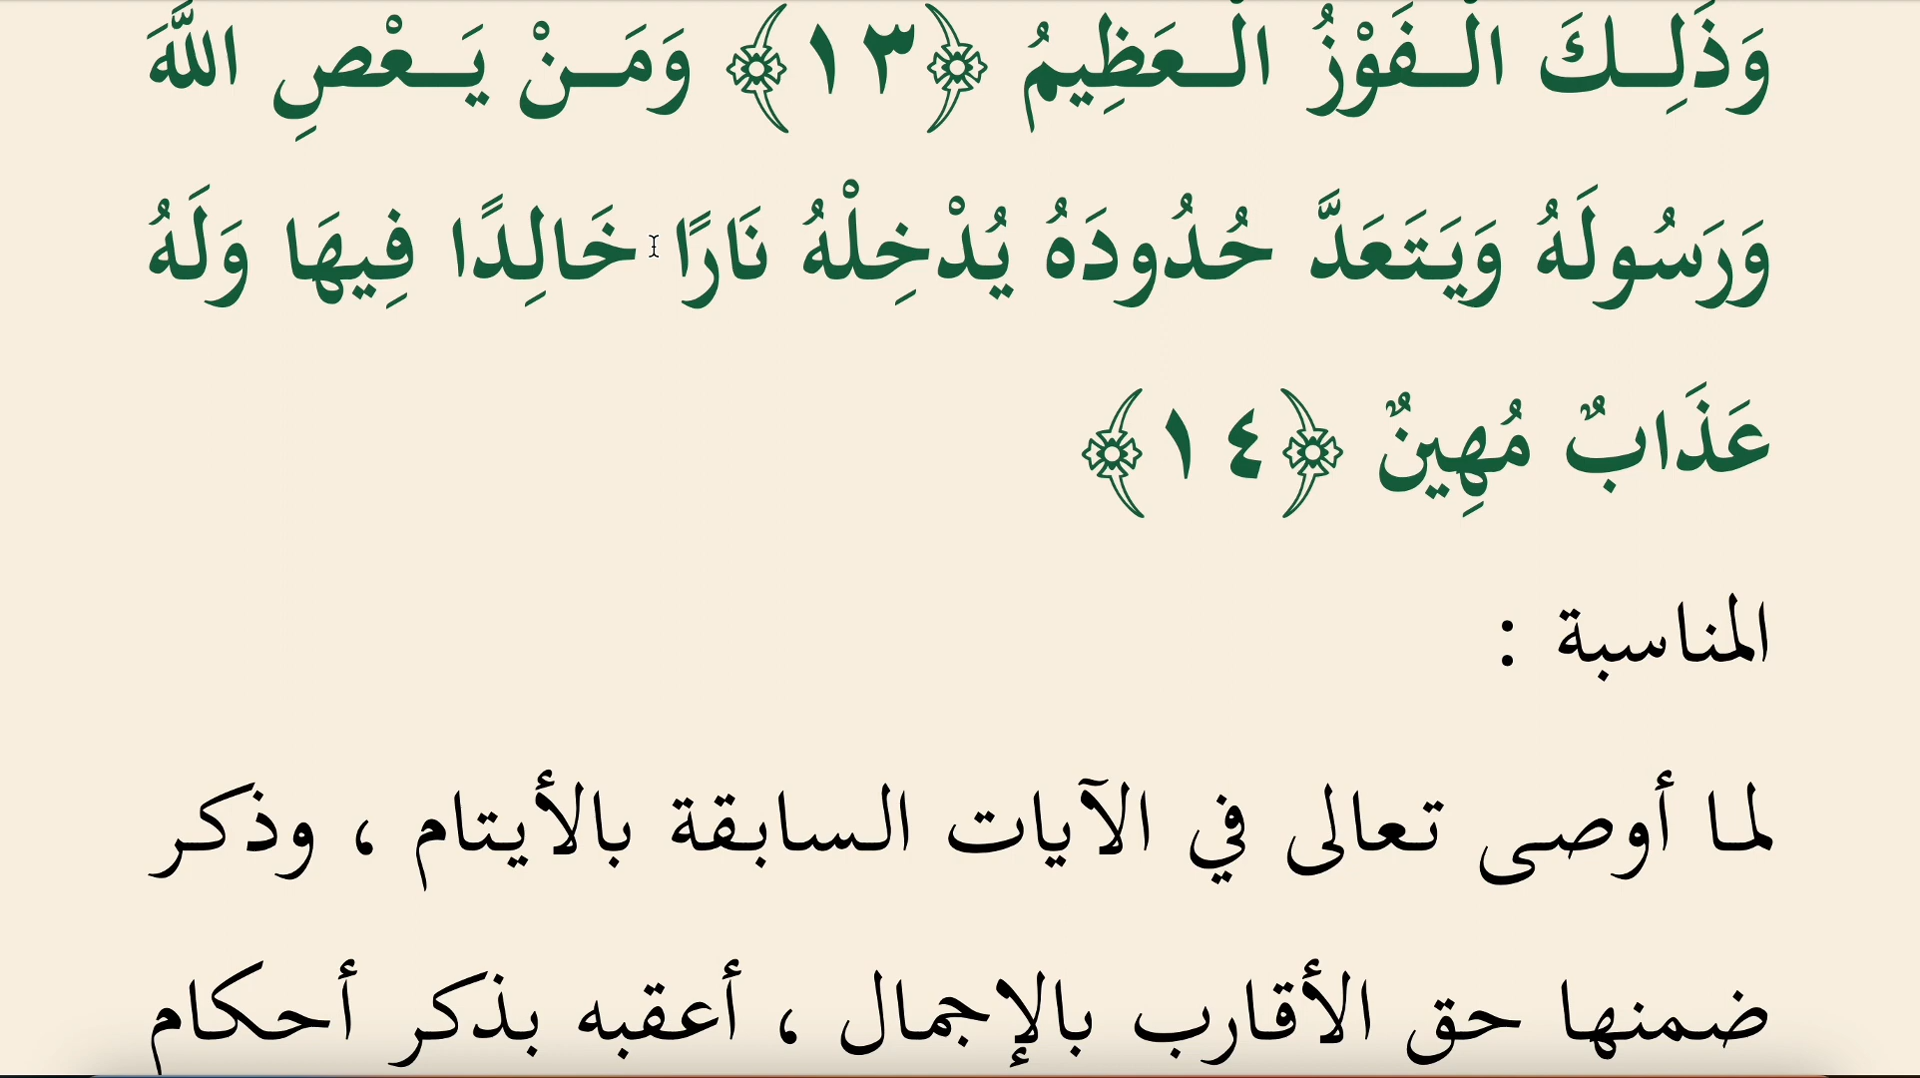 وَذَلِكَ الْفَوْزُ الْعَظِيمُ ﴿١٣﴾ وَمَنْ يَعْصِ اللَّهَ
وَرَسُولَهُ وَيَتَعَدَّ حُدُودَهُ يُدْخِلْهُ نَارًا خَالِدًا فِيهَا وَلَهُ
عَذَابٌ مُهِينٌ ﴿١٤﴾
المناسبة :
لما أوصى تعالى في الآيات السابقة بالأيتام ، وذكر
ضمنها حق الأقارب بالإجمال ، أعقبه بذكر أحكام